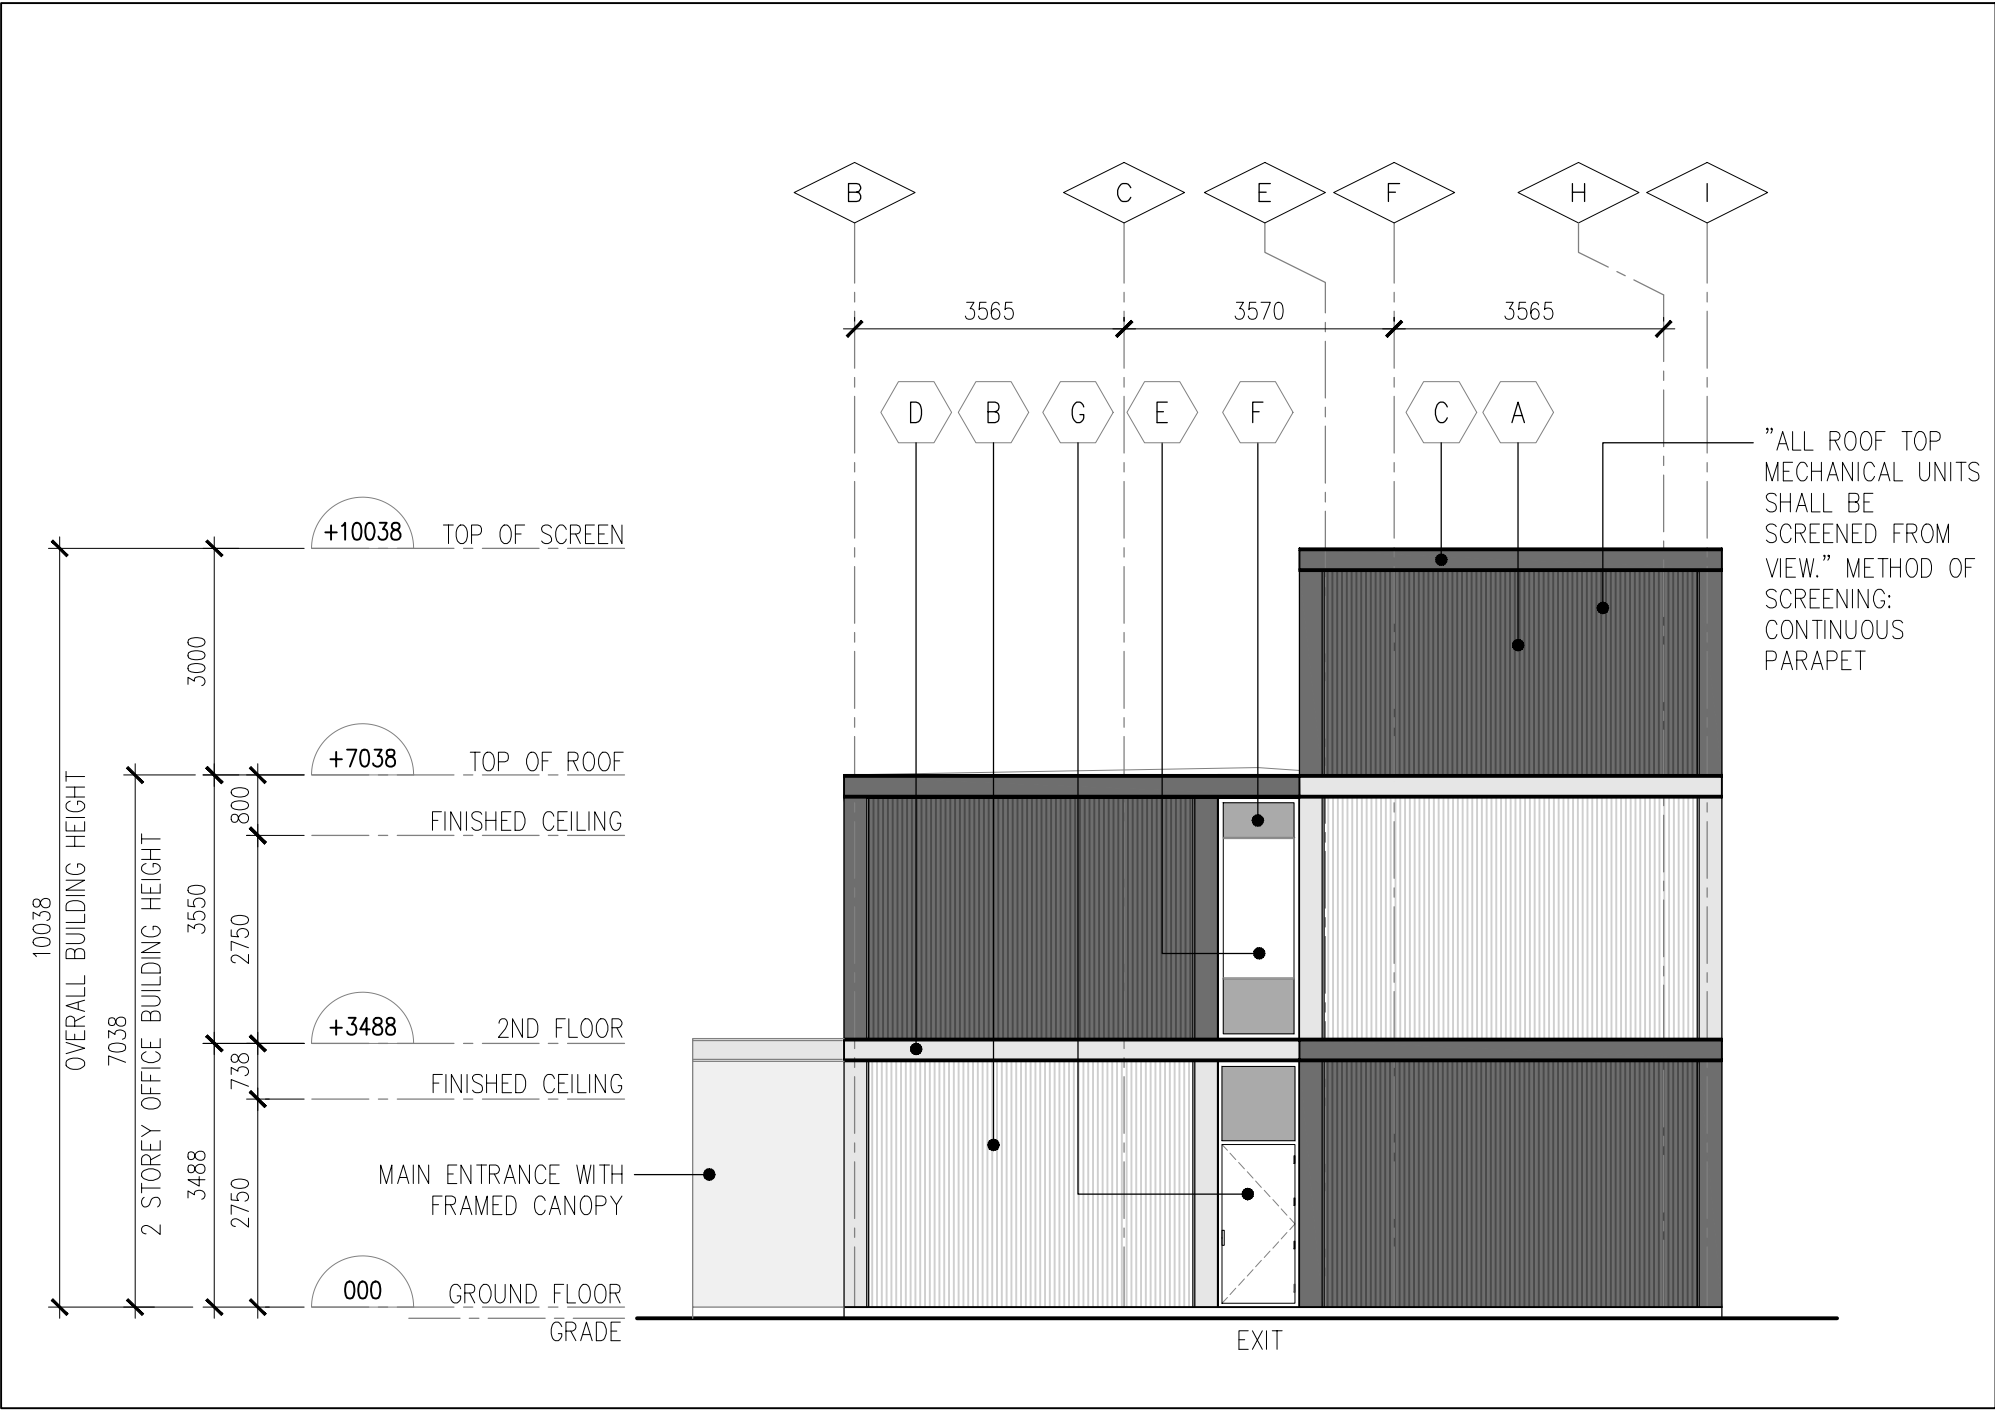 B
C
E
F
H
I
3565
3570
3565
D
B
G
E
F
C
A
”ALL ROOF TOP
MECHANICAL UNITS
SHALL BE
SCREENED FROM
VIEW.” METHOD OF
SCREENING:
CONTINUOUS
PARAPET
+10038
TOP OF SCREEN
3000
+7038
TOP OF ROOF
800
FINISHED CEILING
10038
OVERALL BUILDING HEIGHT
7038
2 STOREY OFFICE BUILDING HEIGHT
3550
2750
+3488
2ND FLOOR
738
FINISHED CEILING
3488
2750
MAIN ENTRANCE WITH
FRAMED CANOPY
000
GROUND FLOOR
GRADE
EXIT